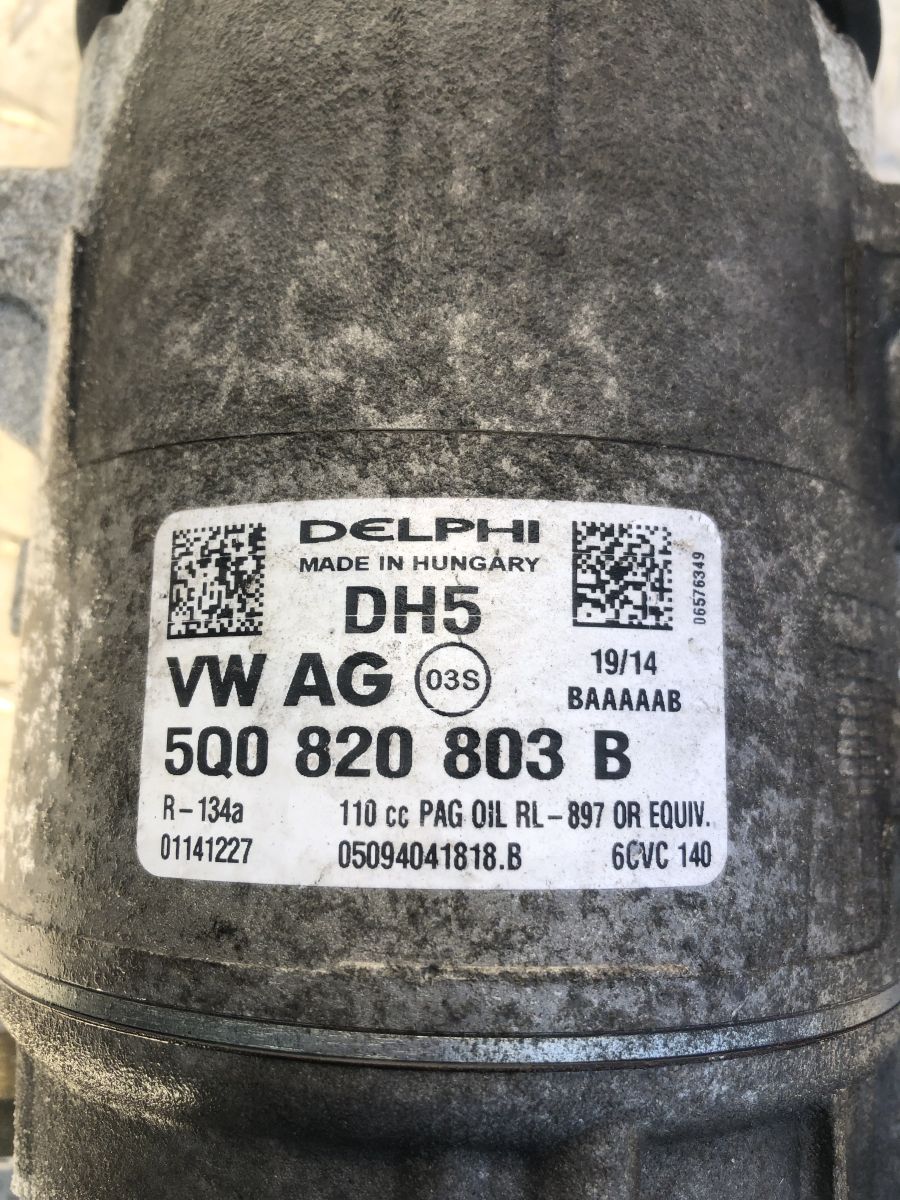 DELPHI
MADE IN HUNGARY
DH5
06576349
VW AG 03S
19/14
BAAAAAB
5Q0 820 803 B
R-134a 110 cc PAG OIL RL-897 OR EQUIV.
01141227 05094041818.B 6CVC 140